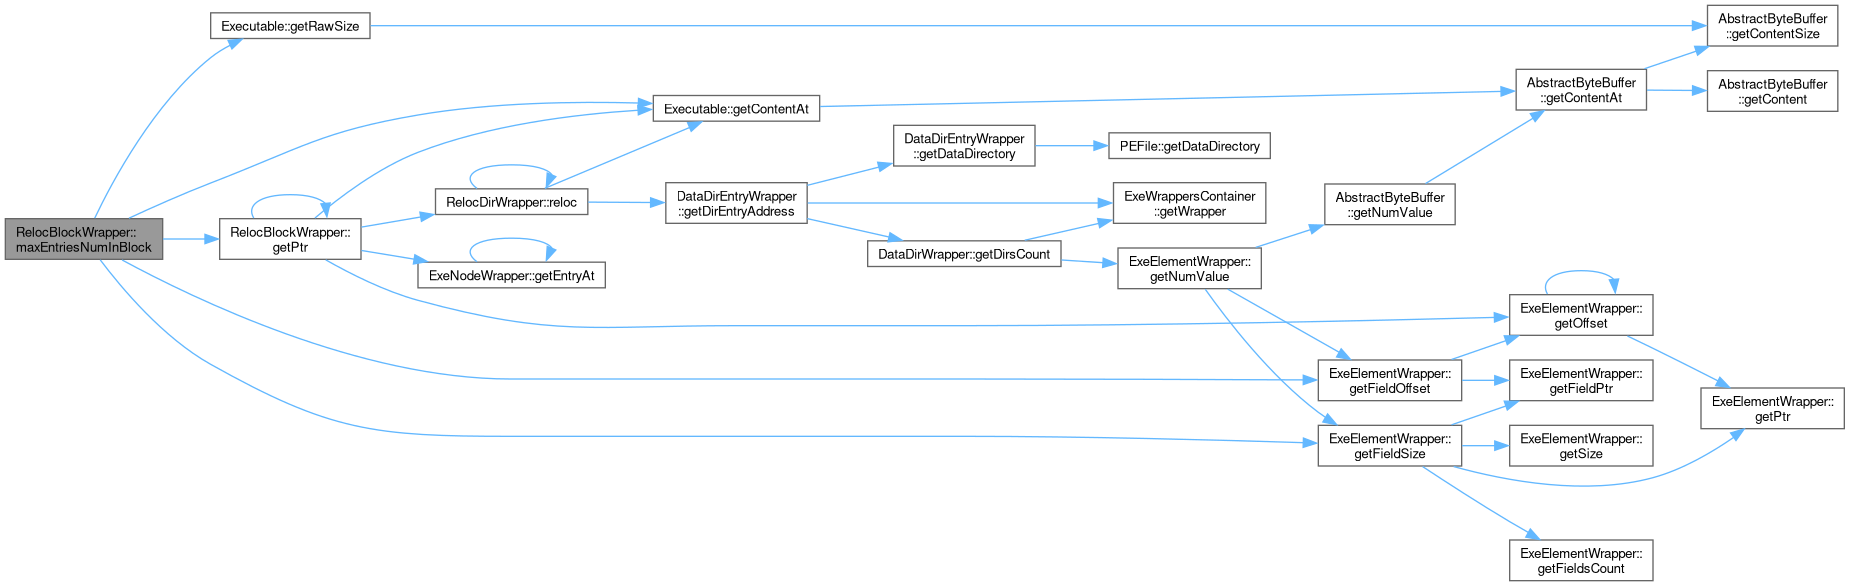 Executable::getRawSize
AbstractByteBuffer
::getContentSize
AbstractByteBuffer
::getContentAt
AbstractByteBuffer
::getContent
Executable::getContentAt
DataDirEntryWrapper
::getDataDirectory
PEFile::getDataDirectory
RelocDirWrapper::reloc
DataDirEntryWrapper
::getDirEntryAddress
ExeWrappersContainer
::getWrapper
AbstractByteBuffer
::getNumValue
RelocBlockWrapper::
maxEntriesNumInBlock
RelocBlockWrapper::
getPtr
DataDirWrapper::getDirsCount
ExeElementWrapper::
getNumValue
ExeNodeWrapper::getEntryAt
ExeElementWrapper::
getOffset
ExeElementWrapper::
getFieldOffset
ExeElementWrapper::
getFieldPtr
ExeElementWrapper::
getPtr
ExeElementWrapper::
getFieldSize
ExeElementWrapper::
getSize
ExeElementWrapper::
getFieldsCount